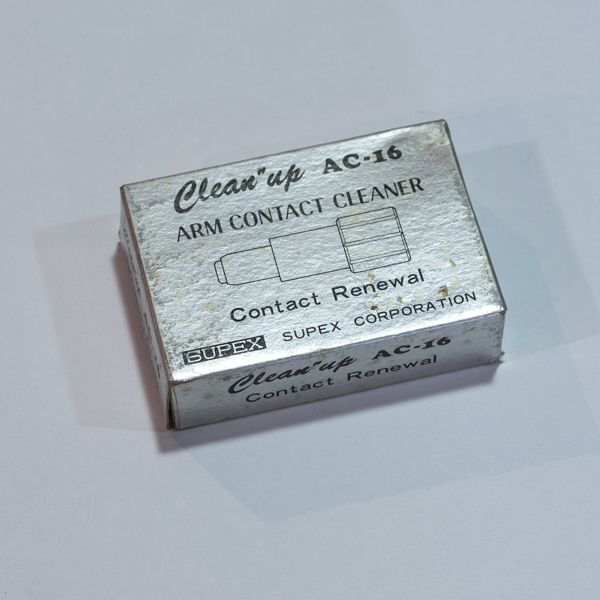 Clean"up AC-16
ARM CONTACT CLEANER
Contact Renewal
SUPEX SUPEX CORPORATION
Clean"up AC-16
Contact Renewal